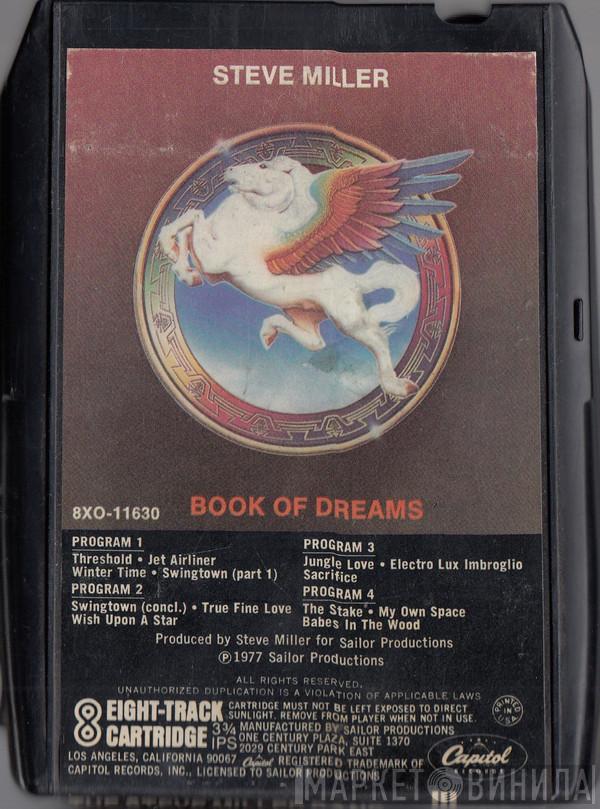 STEVE MILLER
8XO-11630
BOOK OF DREAMS
PROGRAM 1
Threshold • Jet Airliner
Winter Time • Swingtown (part 1)
PROGRAM 2
Swingtown (concl.) • True Fine Love
Wish Upon A Star
PROGRAM 3
Jungle Love • Electro Lux Imbroglio
Sacrifice
PROGRAM 4
The Stake • My Own Space
Babes In The Wood
Produced by Steve Miller for Sailor Productions
℗1977 Sailor Productions
ALL RIGHTS RESERVED.
UNAUTHORIZED DUPLICATION IS A VIOLATION OF APPLICABLE LAWS
8 EIGHT-TRACK
CARTRIDGE
3¾
IPS
CARTRIDGE MUST NOT BE LEFT EXPOSED TO DIRECT
SUNLIGHT. REMOVE FROM PLAYER WHEN NOT IN USE.
MANUFACTURED BY SAILOR PRODUCTIONS
ONE CENTURY PLAZA, SUITE 1370
2029 CENTURY PARK EAST
LOS ANGELES, CALIFORNIA 90067 Capitol REGISTERED TRADEMARK OF
CAPITOL RECORDS, INC., LICENSED TO SAILOR PRODUCTIONS
PRINTED
IN
USA
Capitol
RECORDS
МАРКЕТ ВИНИЛА